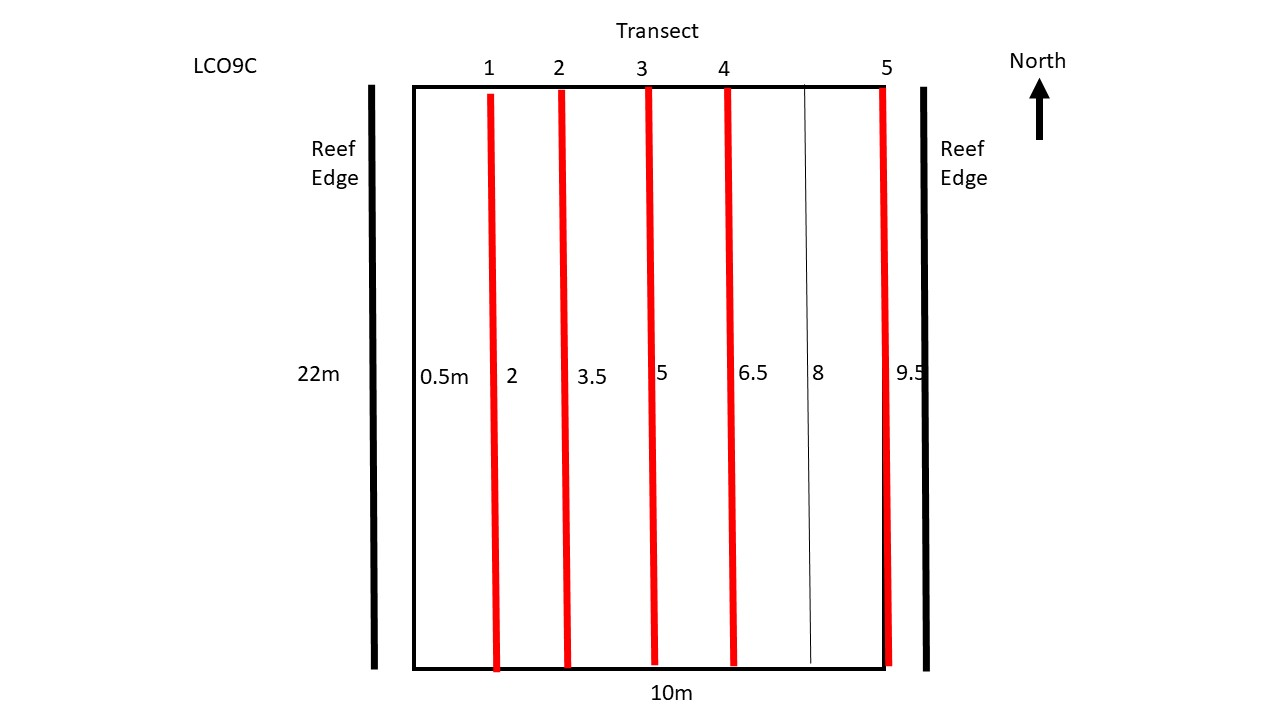 Transect
LCO9C
1 2 3 4 5
North
Reef
Edge
Reef
Edge
22m
0.5m 2 3.5 5 6.5 8 9.5
10m